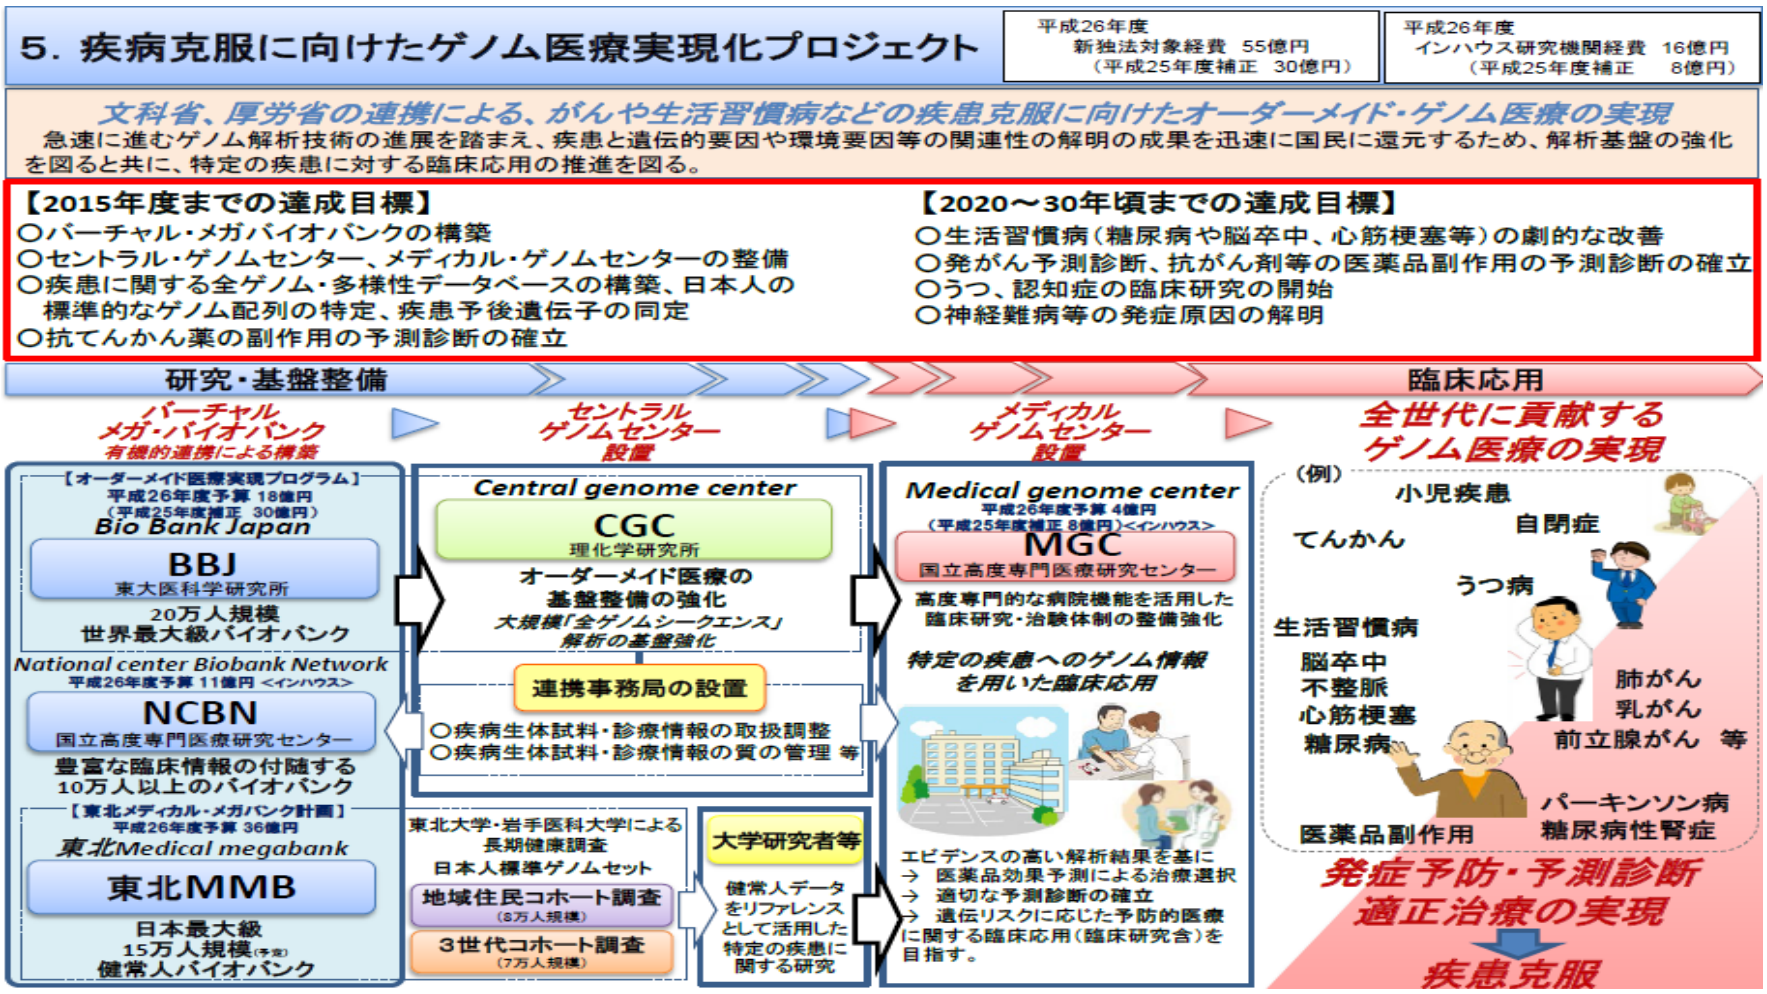 ５．疾病克服に向けたゲノム医療実現化プロジェクト
平成26年度
新独法対象経費　55億円
（平成25年度補正　30億円）
平成26年度
インハウス研究機関経費　16億円
（平成25年度補正　8億円）
文科省、厚労省の連携による、がんや生活習慣病などの疾患克服に向けたオーダーメイド・ゲノム医療の実現
急速に進むゲノム解析技術の進展を踏まえ、疾患と遺伝的要因や環境要因等の関連性の解明の成果を迅速に国民に還元するため、解析基盤の強化
を図ると共に、特定の疾患に対する臨床応用の推進を図る。
【2015年度までの達成目標】
○バーチャル・メガバイオバンクの構築
○セントラル・ゲノムセンター、メディカル・ゲノムセンターの整備
○疾患に関する全ゲノム・多様性データベースの構築、日本人の
標準的なゲノム配列の特定、疾患予後遺伝子の同定
○抗てんかん薬の副作用の予測診断の確立
【2020～30年頃までの達成目標】
○生活習慣病（糖尿病や脳卒中、心筋梗塞等）の劇的な改善
○発がん予測診断、抗がん剤等の医薬品副作用の予測診断の確立
○うつ、認知症の臨床研究の開始
○神経難病等の発症原因の解明
研究・基盤整備
臨床応用
バーチャル
メガ・バイオバンク
有機的連携による構築
セントラル
ゲノムセンター
設置
メディカル
ゲノムセンター
設置
全世代に貢献する
ゲノム医療の実現
【オーダーメイド医療実現プログラム】
平成26年度予算 18億円
（平成25年度補正　30億円）
Bio Bank Japan
BBJ
東大医科学研究所
20万人規模
世界最大級バイオバンク
National center Biobank Network
平成26年度予算 11億円 <インハウス>
NCBN
国立高度専門医療研究センター
豊富な臨床情報の付随する
10万人以上のバイオバンク
【東北メディカル・メガバンク計画】
平成26年度予算 36億円
東北Medical megabank
東北MMB
日本最大級
15万人規模(予定)
健常人バイオバンク
Central genome center
CGC
理化学研究所
オーダーメイド医療の
基盤整備の強化
大規模「全ゲノムシークエンス」
解析の基盤強化
連携事務局の設置
○疾病生体試料・診療情報の取扱調整
○疾病生体試料・診療情報の質の管理 等
東北大学・岩手医科大学による
長期健康調査
日本人標準ゲノムセット
地域住民コホート調査
（8万人規模）
３世代コホート調査
（7万人規模）
大学研究者等
健常人データ
をリファレンス
として活用した
特定の疾患に
関する研究
Medical genome center
平成26年度予算 4億円
（平成25年度補正 8億円）<インハウス>
MGC
国立高度専門医療研究センター
高度専門的な病院機能を活用した
臨床研究・治験体制の整備強化
特定の疾患へのゲノム情報
を用いた臨床応用
エビデンスの高い解析結果を基に
→　医薬品効果予測による治療選択
→　適切な予測診断の確立
→　遺伝リスクに応じた予防的医療
に関する臨床応用（臨床研究含）を
目指す。
（例）
小児疾患
自閉症
てんかん
うつ病
生活習慣病
脳卒中
不整脈
心筋梗塞
糖尿病
肺がん
乳がん
前立腺がん　等
パーキンソン病
糖尿病性腎症
医薬品副作用
発症予防・予測診断
適正治療の実現
疾患克服